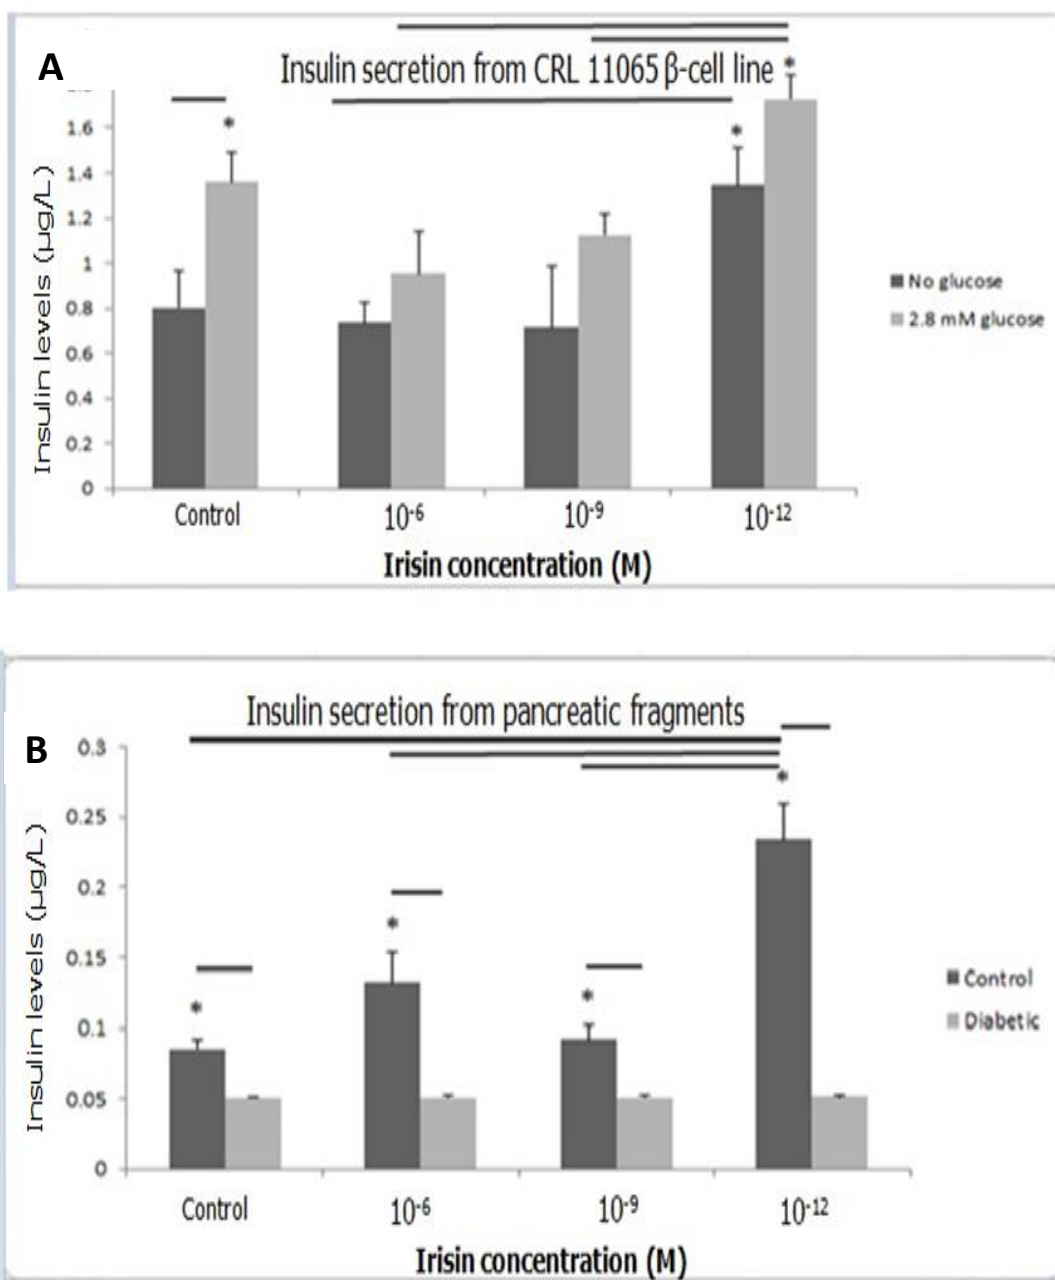 A
Insulin secretion from CRL 11065 β-cell line
*
*
*
1.6
1.4
1.2
1
0.8
0.6
0.4
0.2
0
Insulin levels (µg/L)
No glucose
2.8 mM glucose
Control
10-6
10-9
10-12
Irisin concentration (M)
Insulin secretion from pancreatic fragments
B
*
*
*
*
0.3
0.25
0.2
0.15
0.1
0.05
0
Insulin levels (µg/L)
Control
Diabetic
Control
10-6
10-9
10-12
Irisin concentration (M)